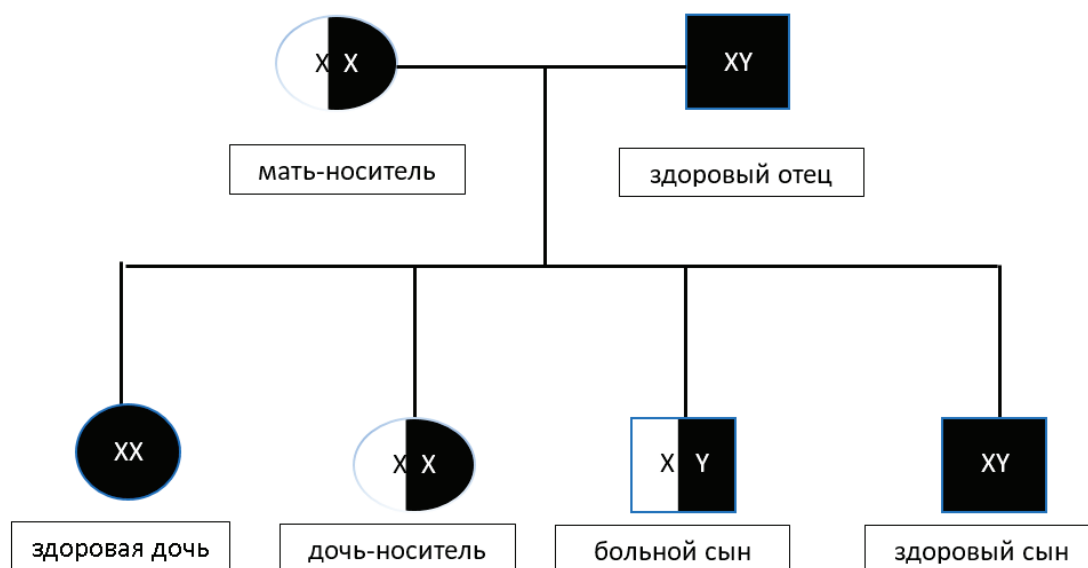 X X
XY
мать-носитель
здоровый отец
XX
X X
X Y
XY
здоровая дочь
дочь-носитель
больной сын
здоровый сын